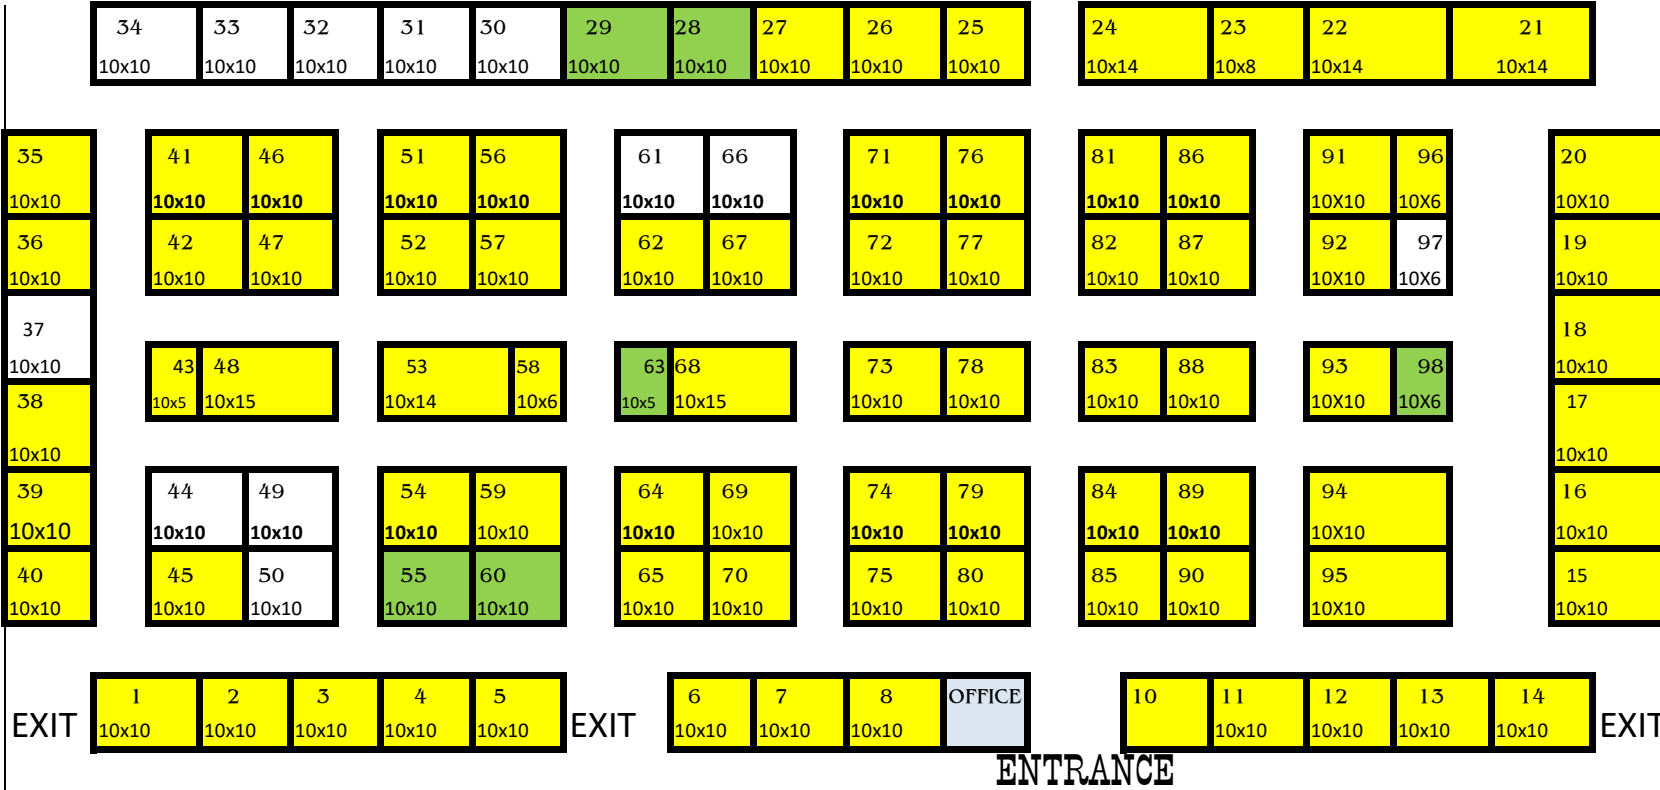 34 33 32 31 30 29 28 27 26 25 24 23 22 21
10x10 10x10 10x10 10x10 10x10 10x10 10x10 10x10 10x10 10x10 10x14 10x8 10x14 10x14
35 41 46 51 56 61 66 71 76 81 86 91 96 20
10x10 10x10 10x10 10x10 10x10 10x10 10x10 10x10 10x10 10x10 10x10 10X10 10X6 10X10
36 42 47 52 57 62 67 72 77 82 87 92 97 19
10x10 10x10 10x10 10x10 10x10 10x10 10x10 10x10 10x10 10x10 10x10 10X10 10X6 10x10
37 18
10x10 43 48 53 58 63 68 73 78 83 88 93 98 10x10
38 10x5 10x15 10x14 10x6 10x5 10x15 10x10 10x10 10x10 10x10 10X10 10X6 17
10x10 10x10
39 44 49 54 59 64 69 74 79 84 89 94 16
10x10 10x10 10x10 10x10 10x10 10x10 10x10 10x10 10x10 10x10 10x10 10X10 10x10
40 45 50 55 60 65 70 75 80 85 90 95 15
10x10 10x10 10x10 10x10 10x10 10x10 10x10 10x10 10x10 10x10 10x10 10X10 10x10
1 2 3 4 5 6 7 8 OFFICE 10 11 12 13 14
EXIT 10x10 10x10 10x10 10x10 10x10 EXIT 10x10 10x10 10x10 10x10 10x10 10x10 10x10 EXIT
ENTRANCE